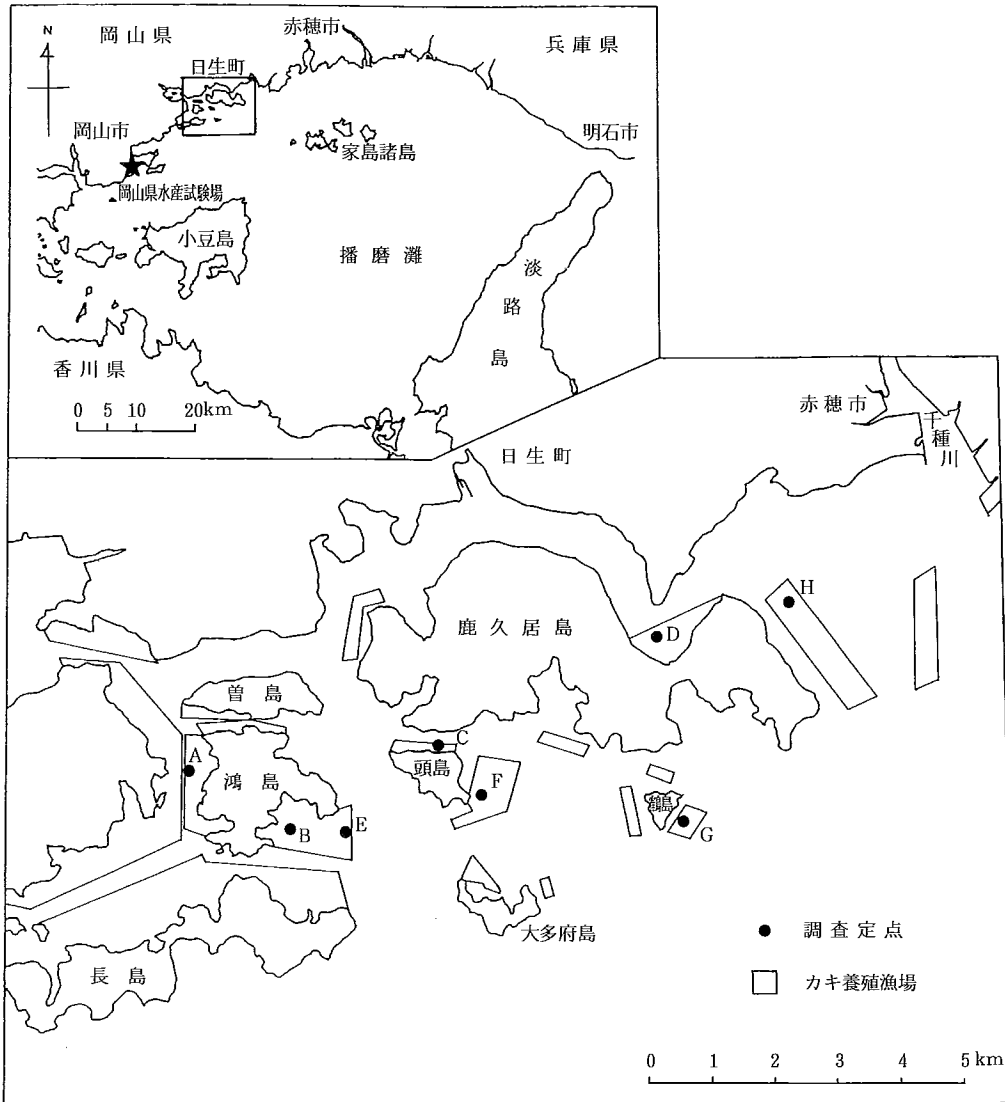 N
岡山県
赤穂市
兵庫県
日生町
岡山市
明石市
家島諸島
岡山県水産試験場
小豆島
播磨灘
淡路島
香川県
0 5 10 20km
赤穂市
千種川
日生町
H
鹿久居島
D
曽島
C
A
頭島
鴻島
F
鶴島
B
E
G
大多府島
調査定点
長島
カキ養殖漁場
0 1 2 3 4 5 km